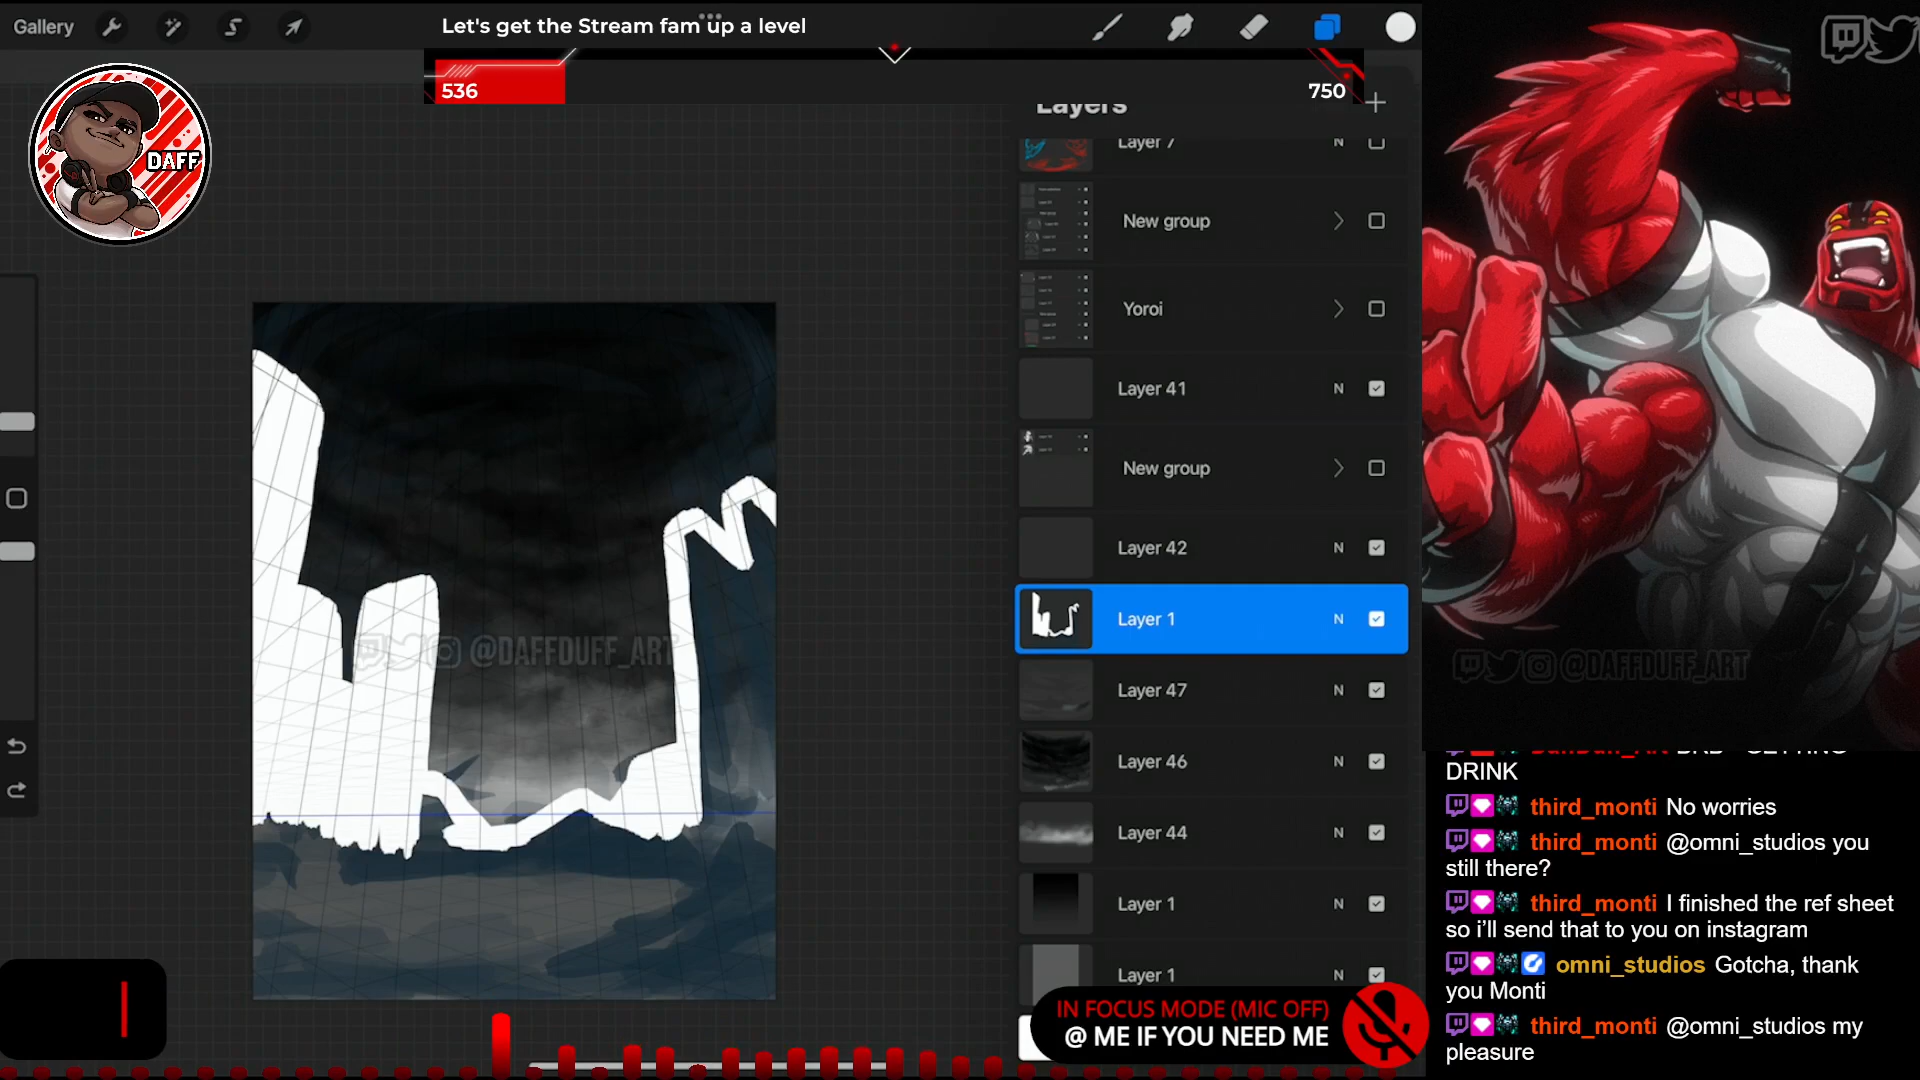 Gallery
Let's get the Stream fam up a level
536
750
DAFF
Layers
Layer 7 N
New group
Yoroi
Layer 41 N
New group
Layer 42 N
Layer 1 N
Layer 47 N
Layer 46 N
Layer 44 N
Layer 1 N
Layer 1 N
@DAFFDUFF_ART
@DAFFDUFF_ART
IN FOCUS MODE (MIC OFF)
@ ME IF YOU NEED ME
DRINK
third_monti No worries
third_monti @omni_studios you
still there?
third_monti I finished the ref sheet
so i'll send that to you on instagram
omni_studios Gotcha, thank
you Monti
third_monti @omni_studios my
pleasure